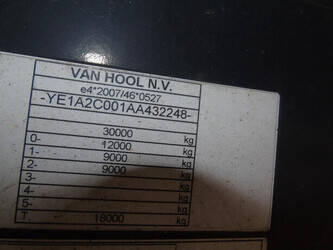 VAN HOOL N.V.
e4*2007/46*0527
-YE1A2C001AA432248-
30000 kg
0- 12000 kg
1- 9000 kg
2- 9000 kg
3- kg
4- kg
5- kg
T. 18000 kg